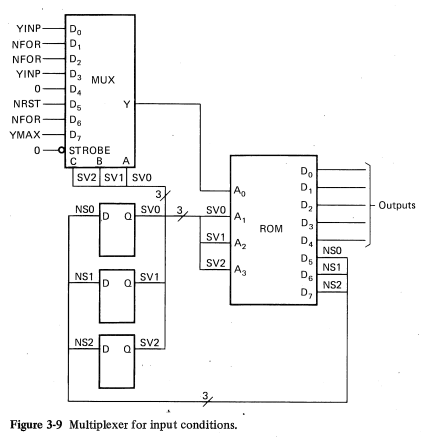 YINP D0
NFOR D1
NFOR D2
YINP D3
0 D4
NRST D5
NFOR D6
YMAX D7
0 STROBE
MUX
Y
C B A
SV2 SV1 SV0
3
NS0 D Q SV0 3
NS1 D Q SV1
NS2 D Q SV2
SV0 A1
SV1 A2
SV2 A3
A0
ROM
D0
D1
D2
D3
D4
Outputs
D5 NS0
D6 NS1
D7 NS2
3
Figure 3-9 Multiplexer for input conditions.